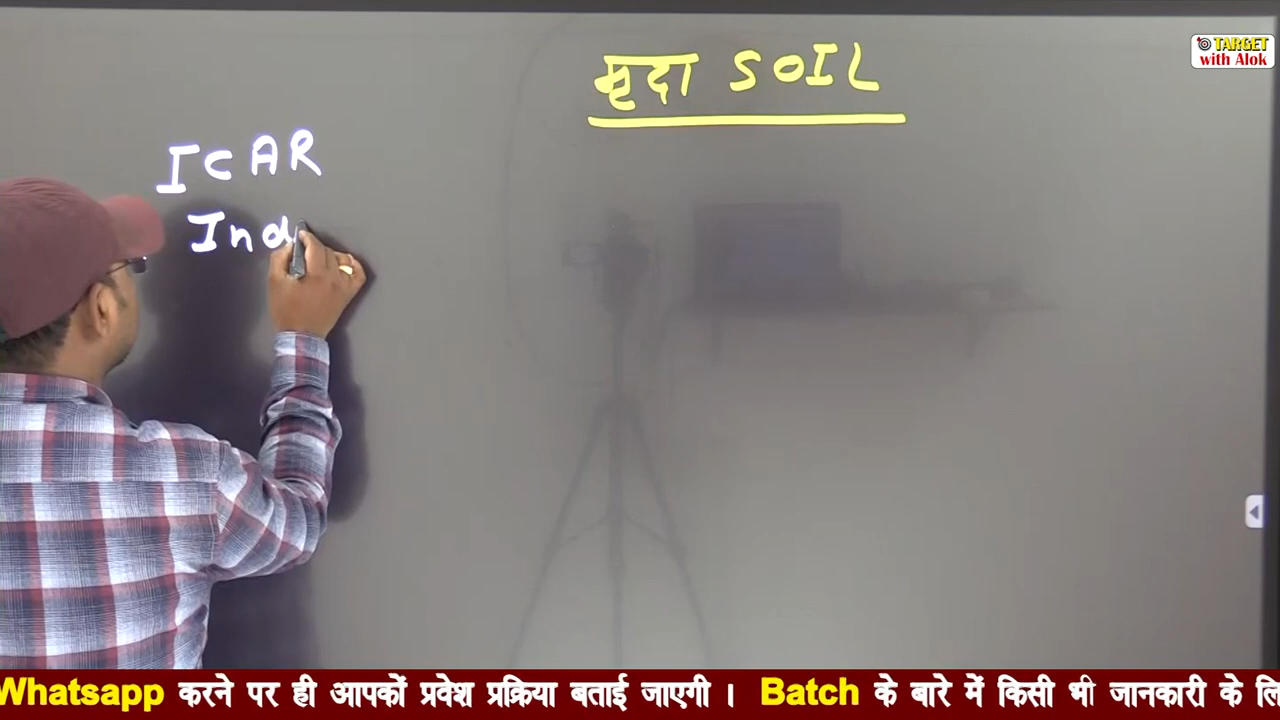 मृदा SOIL
TARGET
with Alok
ICAR
Ind
Whatsapp करने पर ही आपकों प्रवेश प्रक्रिया बताई जाएगी । Batch के बारे में किसी भी जानकारी के लि